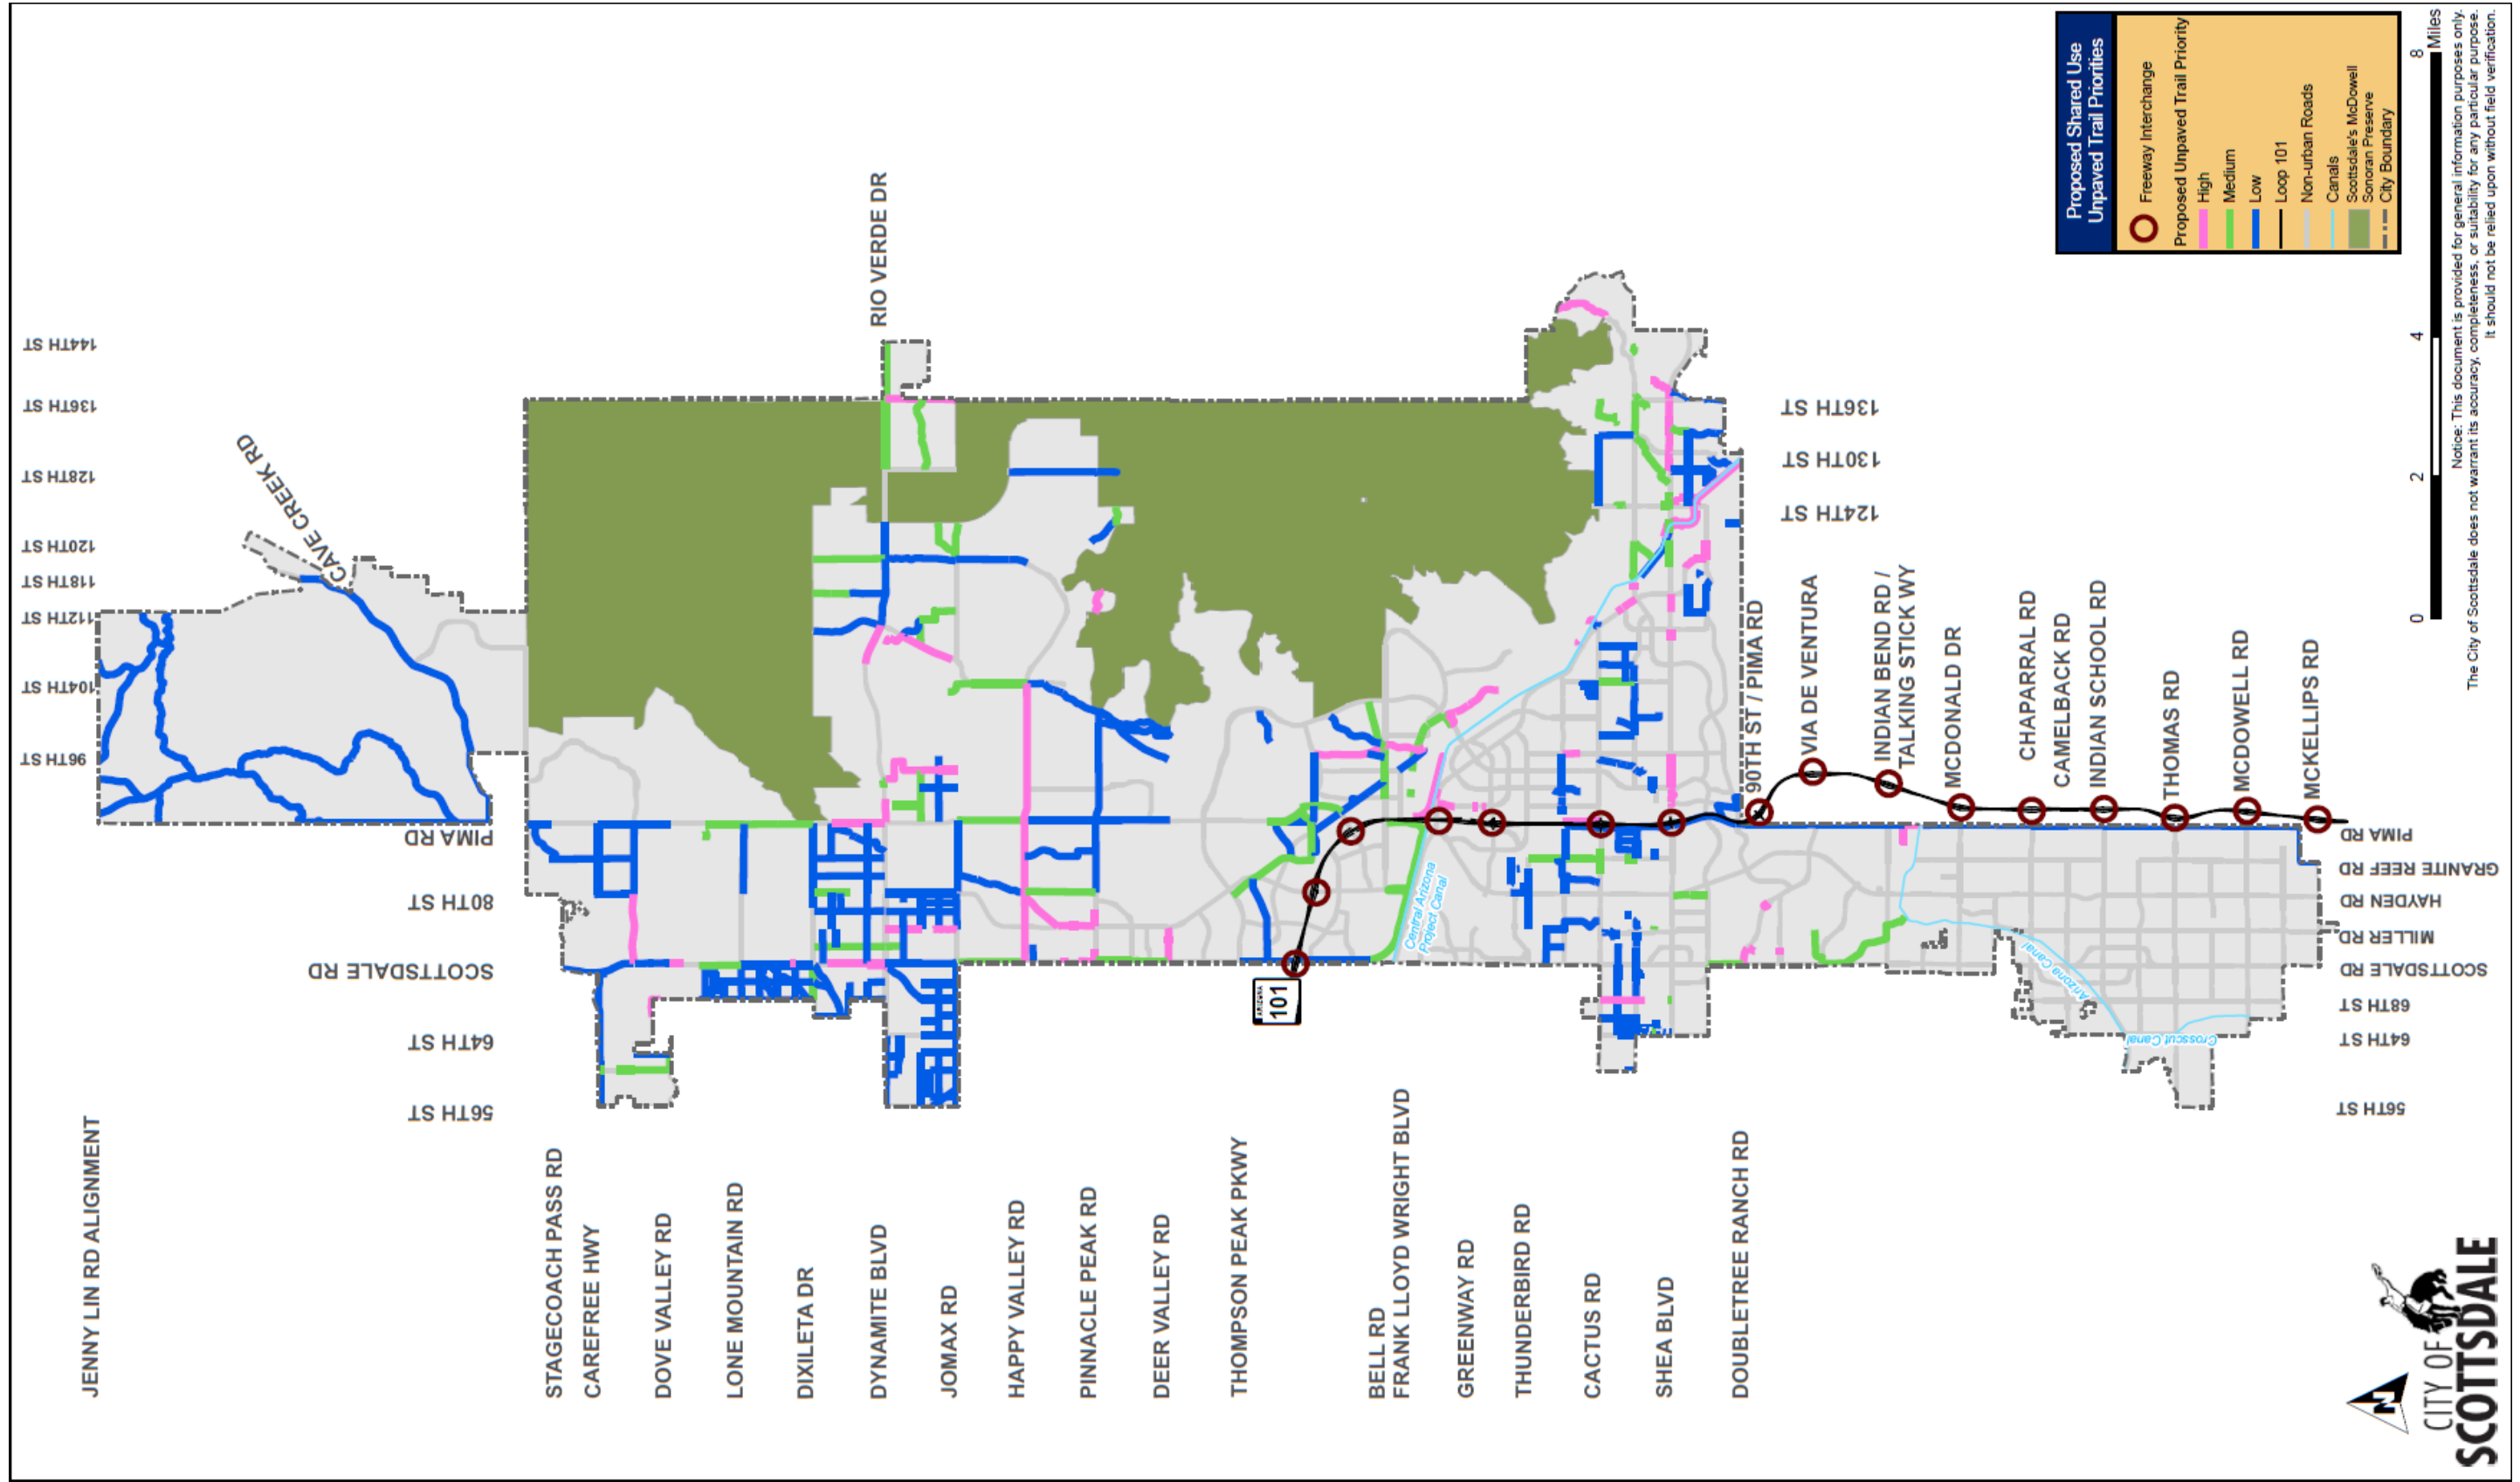 Proposed Shared Use
Unpaved Trail Priorities
Freeway Interchange
Proposed Unpaved Trail Priority
High
Medium
Low
Loop 101
Non-urban Roads
Canals
Scottsdale's McDowell
Sonoran Preserve
City Boundary
0
2
4
8
Miles
Notice: This document is provided for general information purposes only.
The City of Scottsdale does not warrant its accuracy, completeness, or suitability for any particular purpose.
It should not be relied upon without field verification.
144TH ST
136TH ST
128TH ST
120TH ST
118TH ST
112TH ST
104TH ST
96TH ST
CAVE CREEK RD
RIO VERDE DR
PIMA RD
80TH ST
SCOTTSDALE RD
64TH ST
56TH ST
136TH ST
130TH ST
124TH ST
90TH ST / PIMA RD
VIA DE VENTURA
INDIAN BEND RD /
TALKING STICK WY
MCDONALD DR
CHAPARRAL RD
CAMELBACK RD
INDIAN SCHOOL RD
THOMAS RD
MCDOWELL RD
MCKELLIPS RD
PIMA RD
GRANITE REEF RD
HAYDEN RD
MILLER RD
SCOTTSDALE RD
68TH ST
64TH ST
56TH ST
Central Arizona
Project Canal
Arizona Canal
Crosscut Canal
ARIZONA
101
JENNY LIN RD ALIGNMENT
STAGECOACH PASS RD
CAREFREE HWY
DOVE VALLEY RD
LONE MOUNTAIN RD
DIXILETA DR
DYNAMITE BLVD
JOMAX RD
HAPPY VALLEY RD
PINNACLE PEAK RD
DEER VALLEY RD
THOMPSON PEAK PKWY
BELL RD
FRANK LLOYD WRIGHT BLVD
GREENWAY RD
THUNDERBIRD RD
CACTUS RD
SHEA BLVD
DOUBLETREE RANCH RD
N
CITY OF
SCOTTSDALE